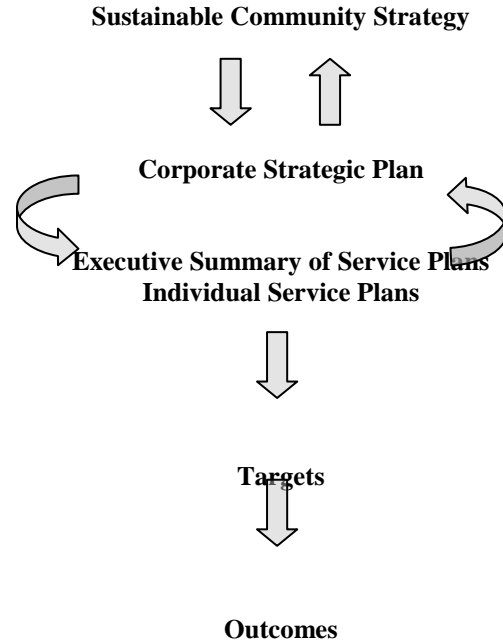 Sustainable Community Strategy
Corporate Strategic Plan
Executive Summary of Service Plans
Individual Service Plans
Targets
Outcomes